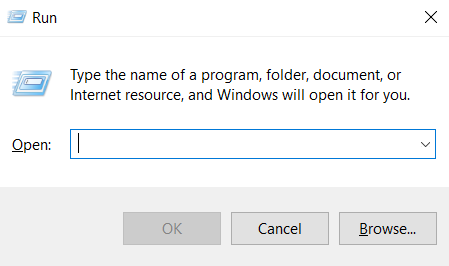 Run
Type the name of a program, folder, document, or
Internet resource, and Windows will open it for you.
Open:
OK Cancel Browse...